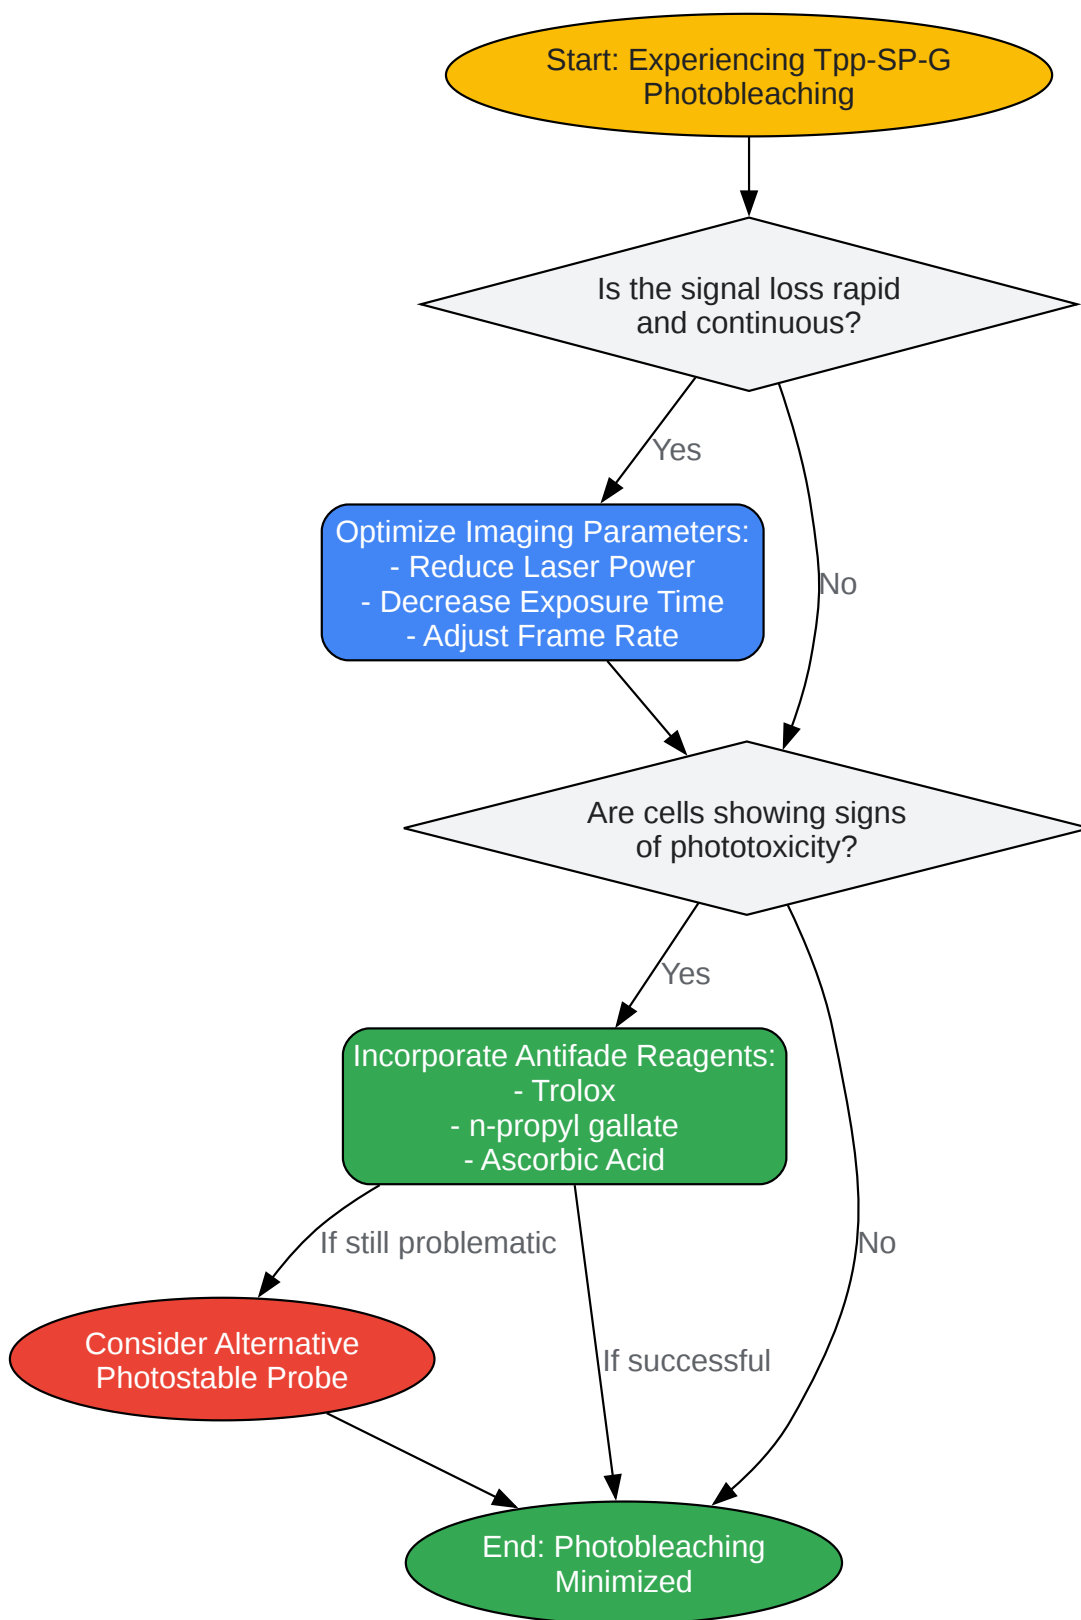 Start: Experiencing Tpp-SP-G
Photobleaching
Is the signal loss rapid
and continuous?
Yes
Optimize Imaging Parameters:
- Reduce Laser Power
- Decrease Exposure Time
- Adjust Frame Rate
No
Are cells showing signs
of phototoxicity?
Yes
Incorporate Antifade Reagents:
- Trolox
- n-propyl gallate
- Ascorbic Acid
If still problematic
No
Consider Alternative
Photostable Probe
If successful
End: Photobleaching
Minimized